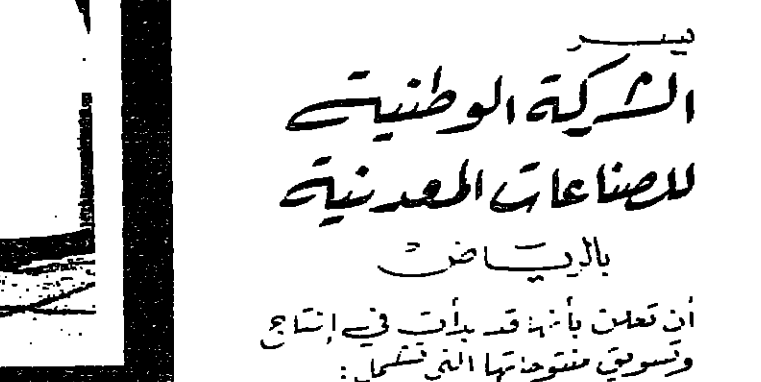 يسر
الشركة الوطنية
للصناعات المعدنية
بالرياض
أن تعلن بأنها قد بدأت في إنتاج
وتسويق منتوجاتها التي تشمل :